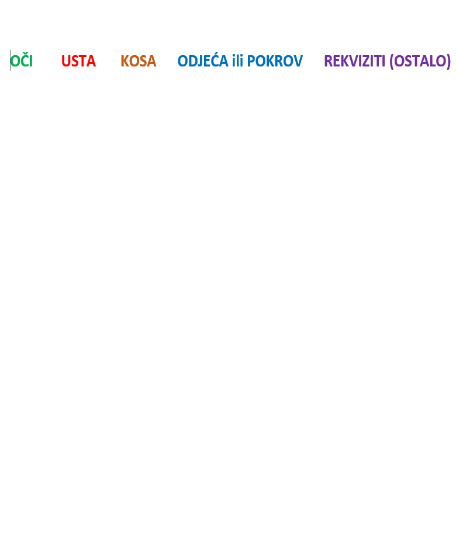 OČI USTA KOSA ODJEĆA ili POKROV REKVIZITI (OSTALO)